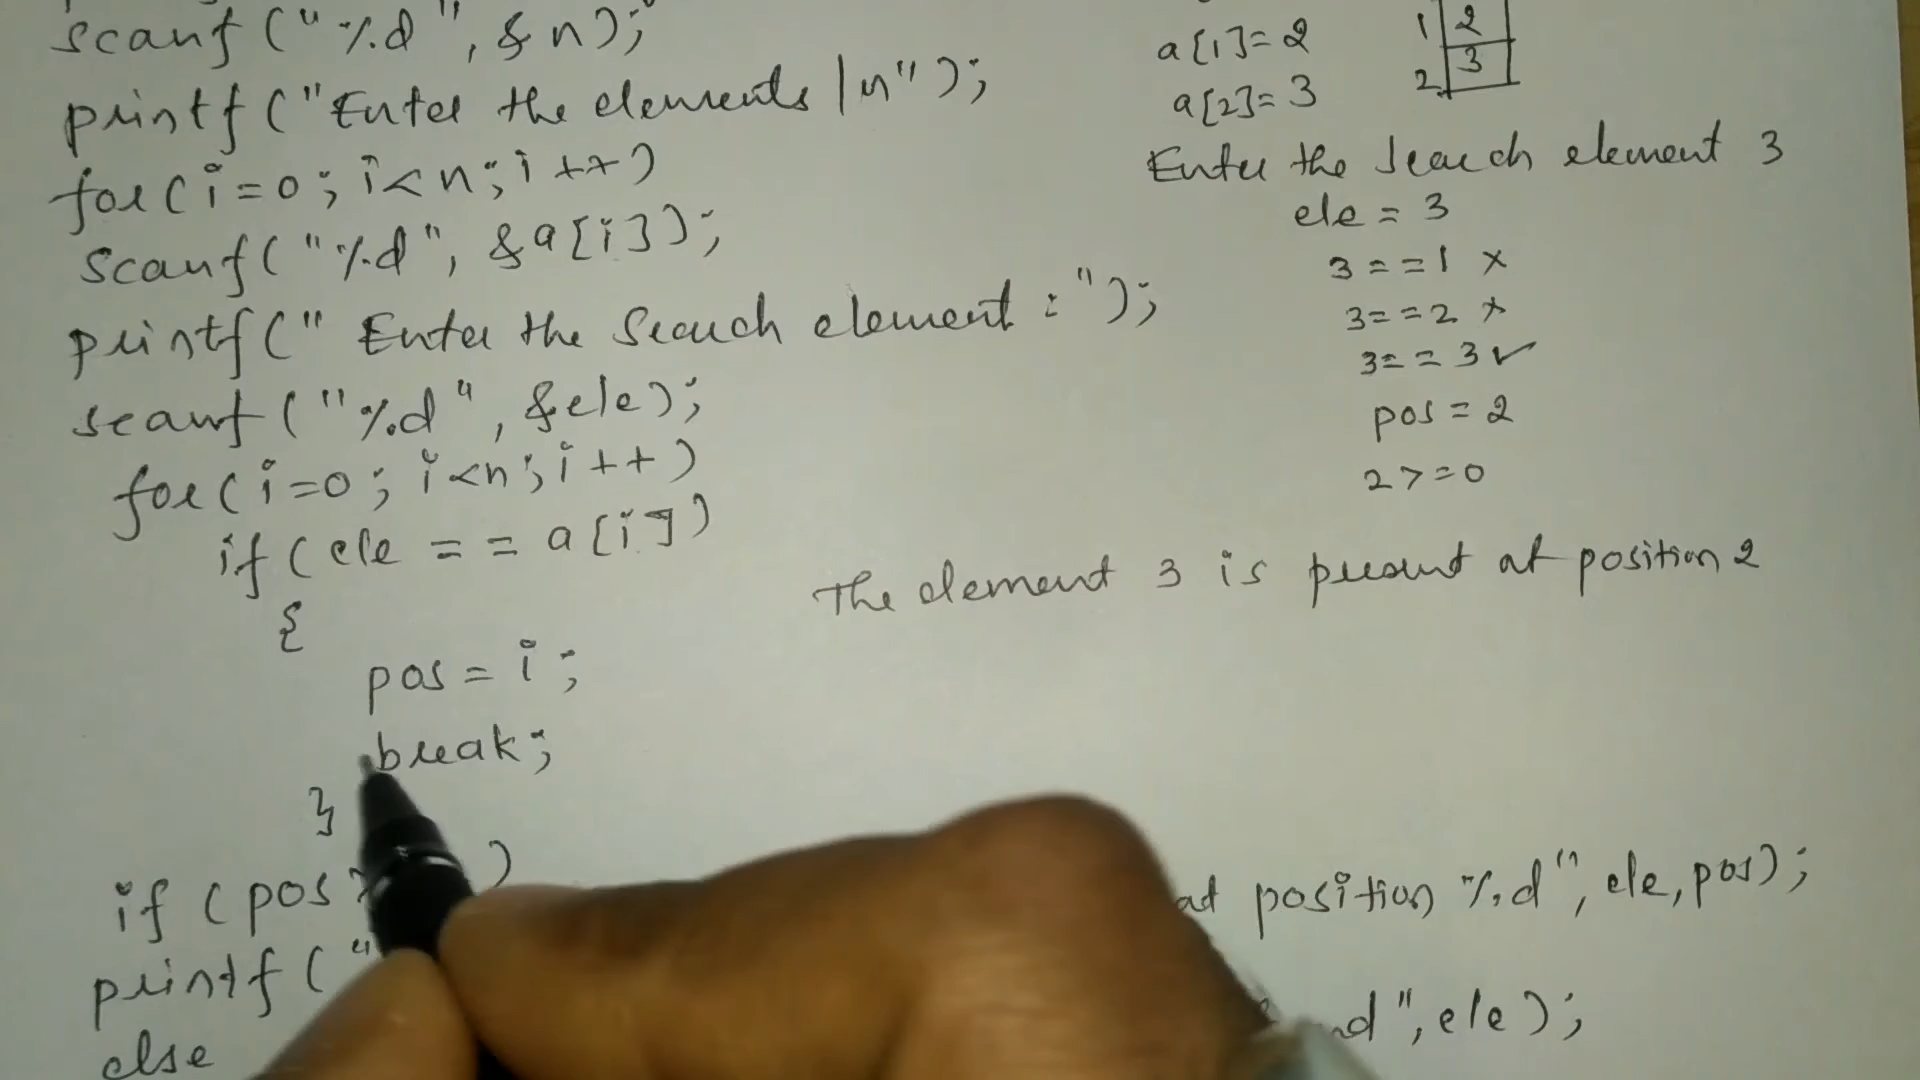 scanf ("%d", &n);
printf ("Enter the elements \n");
for (i=0; i<n; i++)
scanf ("%d", &a[i]);
printf (" Enter the Search element : ");
scanf ("%d", &ele);
for (i=0; i<n; i++)
if (ele == a[i])
{
pos = i;
break;
}
if (pos )
printf ("
else
at position %d", ele, pos);
", ele);
1 2
2 3
a[1]= 2
a[2]= 3
Enter the search element 3
ele = 3
3==1 x
3==2 x
3==3 ✓
pos = 2
2>=0
The element 3 is present at position 2